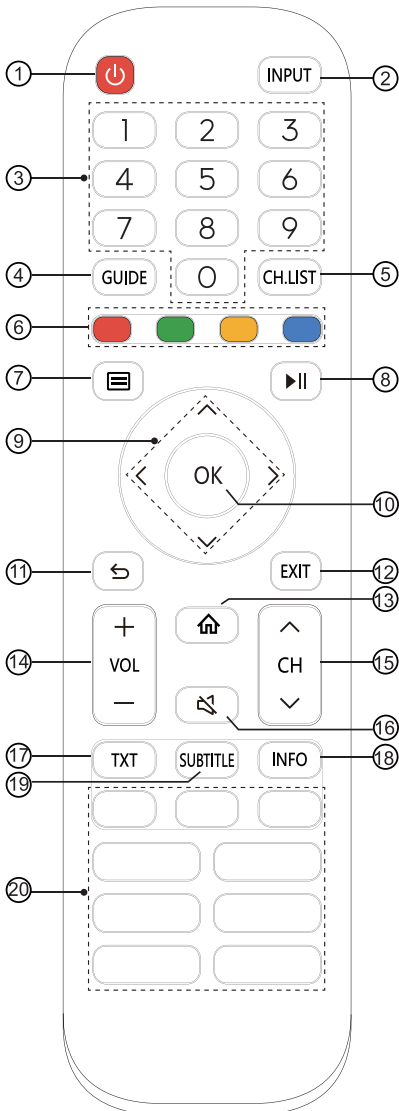 ① INPUT ②
1 2 3
③ 4 5 6
7 8 9
④ GUIDE 0 CH.LIST ⑤
⑥
⑦ ⑧
⑨
OK
⑩
⑪ EXIT ⑫
⑬
+
⑭ VOL CH ⑮
−
⑯
⑰ TXT SUBTITLE INFO ⑱
⑲
⑳